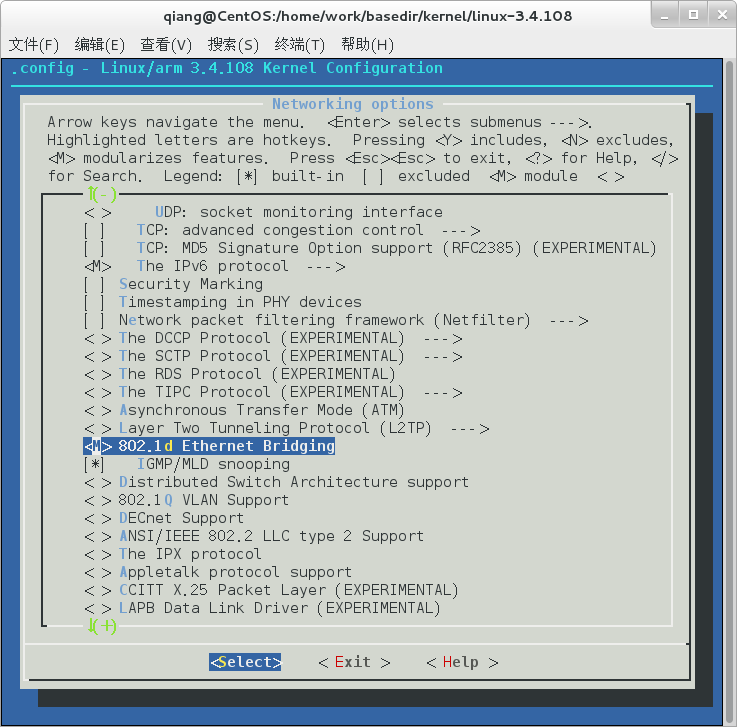 qiang@CentOS:/home/work/basedir/kernel/linux-3.4.108
文件(F) 编辑(E) 查看(V) 搜索(S) 终端(T) 帮助(H)
.config - Linux/arm 3.4.108 Kernel Configuration
Networking options
Arrow keys navigate the menu. <Enter> selects submenus --->.
Highlighted letters are hotkeys. Pressing <Y> includes, <N> excludes,
<M> modularizes features. Press <Esc><Esc> to exit, <?> for Help, </>
for Search. Legend: [*] built-in [ ] excluded <M> module < >
↑(-)
< > UDP: socket monitoring interface
[ ] TCP: advanced congestion control --->
[ ] TCP: MD5 Signature Option support (RFC2385) (EXPERIMENTAL)
<M> The IPv6 protocol --->
[ ] Security Marking
[ ] Timestamping in PHY devices
[ ] Network packet filtering framework (Netfilter) --->
< > The DCCP Protocol (EXPERIMENTAL) --->
< > The SCTP Protocol (EXPERIMENTAL) --->
< > The RDS Protocol (EXPERIMENTAL)
< > The TIPC Protocol (EXPERIMENTAL) --->
< > Asynchronous Transfer Mode (ATM)
< > Layer Two Tunneling Protocol (L2TP) --->
<M> 802.1d Ethernet Bridging
[*] IGMP/MLD snooping
< > Distributed Switch Architecture support
< > 802.1Q VLAN Support
< > DECnet Support
< > ANSI/IEEE 802.2 LLC type 2 Support
< > The IPX protocol
< > Appletalk protocol support
< > CCITT X.25 Packet Layer (EXPERIMENTAL)
< > LAPB Data Link Driver (EXPERIMENTAL)
↓(+)
<Select> < Exit > < Help >